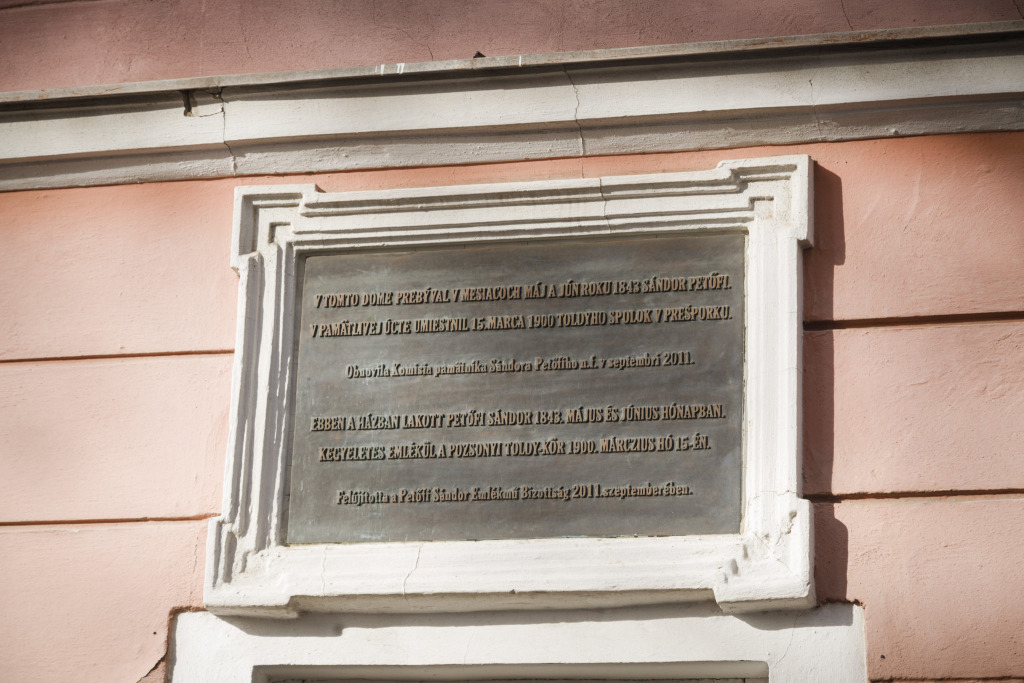 V TOMTO DOME PREBÝVAL V MESIACOCH MÁJ A JÚN ROKU 1843 SÁNDOR PETŐFI.
V PAMÄTLIVEJ ÚCTE UMIESTNIL 15. MARCA 1900 TOLDYHO SPOLOK V PREŠPORKU.
Obnovila Komisia pamätníka Sándora Petőfiho n.f. v septembri 2011.
EBBEN A HÁZBAN LAKOTT PETŐFI SÁNDOR 1843. MÁJUS ÉS JÚNIUS HÓNAPBAN.
KEGYELETES EMLÉKÜL A POZSONYI TOLDY-KÖR 1900. MÁRCZIUS HÓ 15-ÉN.
Felújította a Petőfi Sándor Emlékmű Bizottság 2011. szeptemberében.